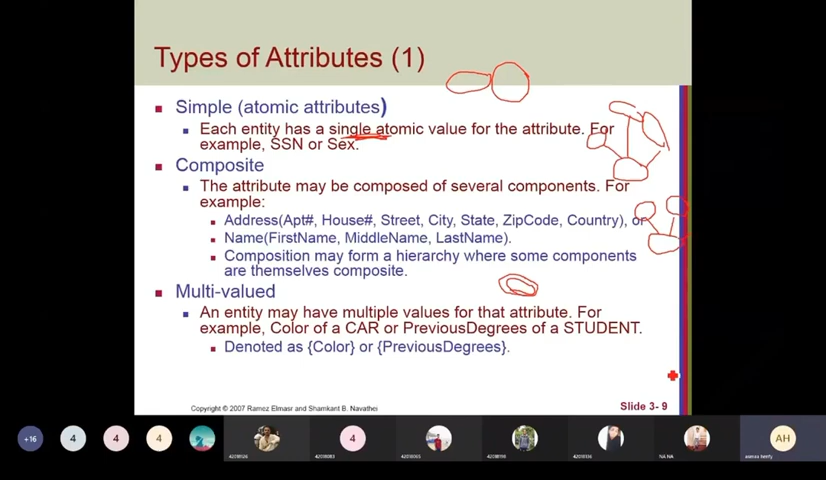 Types of Attributes (1)
Simple (atomic attributes)
Each entity has a single atomic value for the attribute. For
example, SSN or Sex.
Composite
The attribute may be composed of several components. For
example:
Address(Apt#, House#, Street, City, State, ZipCode, Country), or
Name(FirstName, MiddleName, LastName).
Composition may form a hierarchy where some components
are themselves composite.
Multi-valued
An entity may have multiple values for that attribute. For
example, Color of a CAR or PreviousDegrees of a STUDENT.
Denoted as {Color} or {PreviousDegrees}.
Copyright © 2007 Ramez Elmasr and Shamkant B. Navathei
Slide 3- 9
+16
4
4
4
4
AH
NA NA